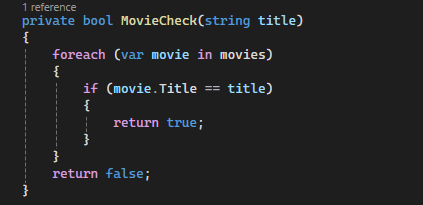 1 reference
private bool MovieCheck(string title)
{
    foreach (var movie in movies)
    {
        if (movie.Title == title)
        {
            return true;
        }
    }
    return false;
}